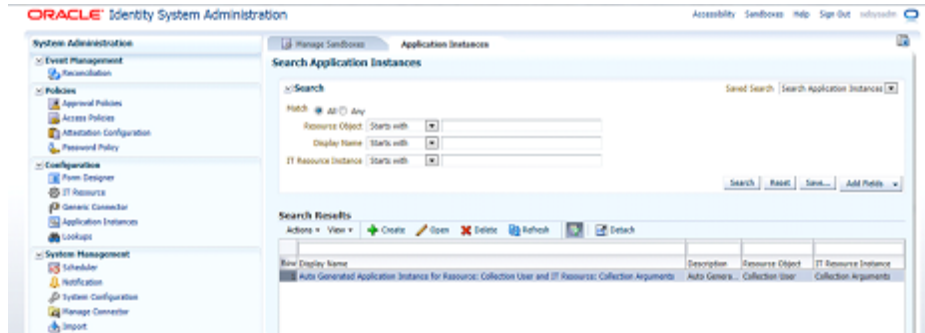 ORACLE Identity System Administration
Accessibility Sandboxes Help Sign Out
System Administration
Event Management
Reconciliation
Policies
Approval Policies
Access Policies
Attestation Configuration
Password Policy
Configuration
Form Designer
IT Resource
Generic Connector
Application Instances
Lookups
System Management
Scheduler
Notification
System Configuration
Manage Connector
Import
Manage Sandboxes
Application Instances
Search Application Instances
Search
Saved Search Search Application Instances
Match All Any
Resource Object Starts with
Display Name Starts with
IT Resource Instance Starts with
Search Reset Save... Add Fields
Search Results
Actions View Create Open Delete Refresh Detach
Row Display Name Description Resource Object IT Resource Instance
1 Auto Generated Application Instance for Resource: Collection User and IT Resource: Collection Arguments Auto Genera... Collection User Collection Arguments